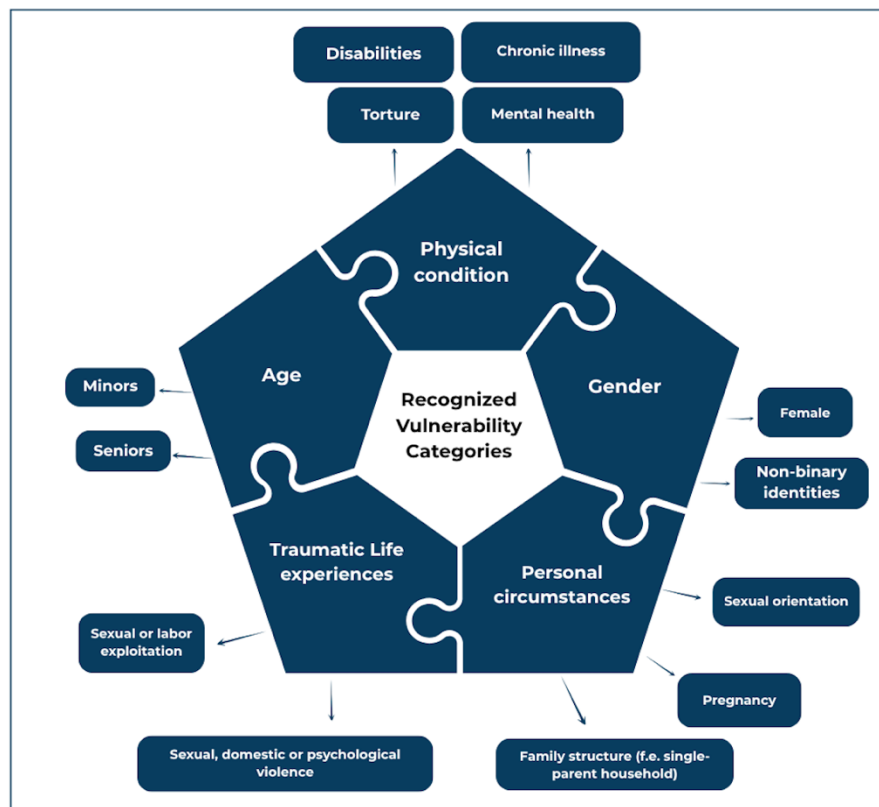 Disabilities
Chronic illness
Torture
Mental health
Physical
condition
Age
Gender
Minors
Seniors
Recognized
Vulnerability
Categories
Female
Non-binary
identities
Traumatic Life
experiences
Personal
circumstances
Sexual orientation
Sexual or labor
exploitation
Pregnancy
Sexual, domestic or psychological
violence
Family structure (f.e. single-
parent household)